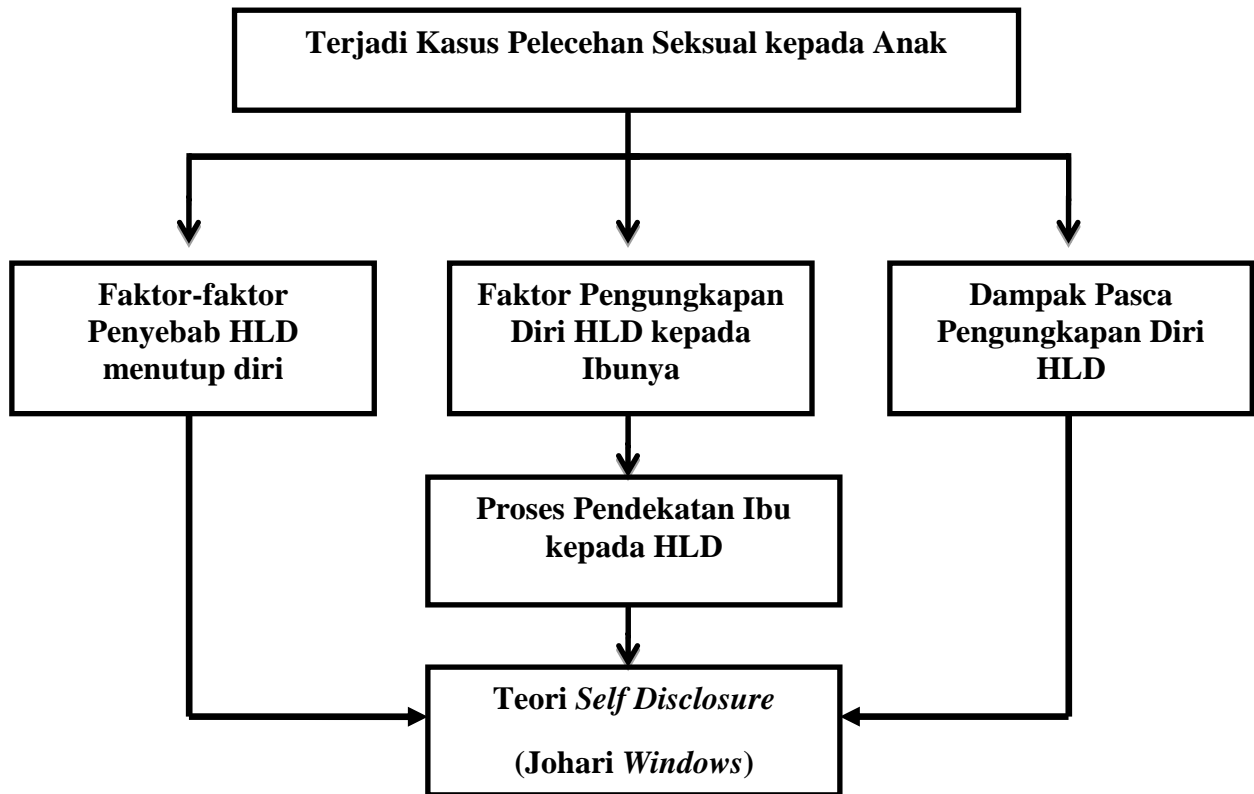 Terjadi Kasus Pelecehan Seksual kepada Anak
Faktor-faktor
Penyebab HLD
menutup diri
Faktor Pengungkapan
Diri HLD kepada
Ibunya
Dampak Pasca
Pengungkapan Diri
HLD
Proses Pendekatan Ibu
kepada HLD
Teori Self Disclosure
(Johari Windows)